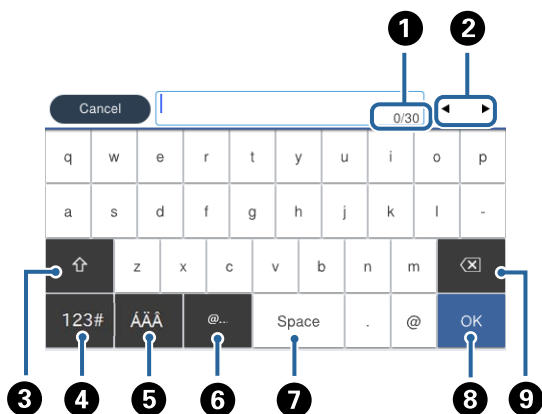 1 2
Cancel 0/30 ◄ ►
q w e r t y u i o p
a s d f g h j k l -
z x c v b n m
123# ÁÄÂ @... Space . @ OK
3 4 5 6 7 8 9